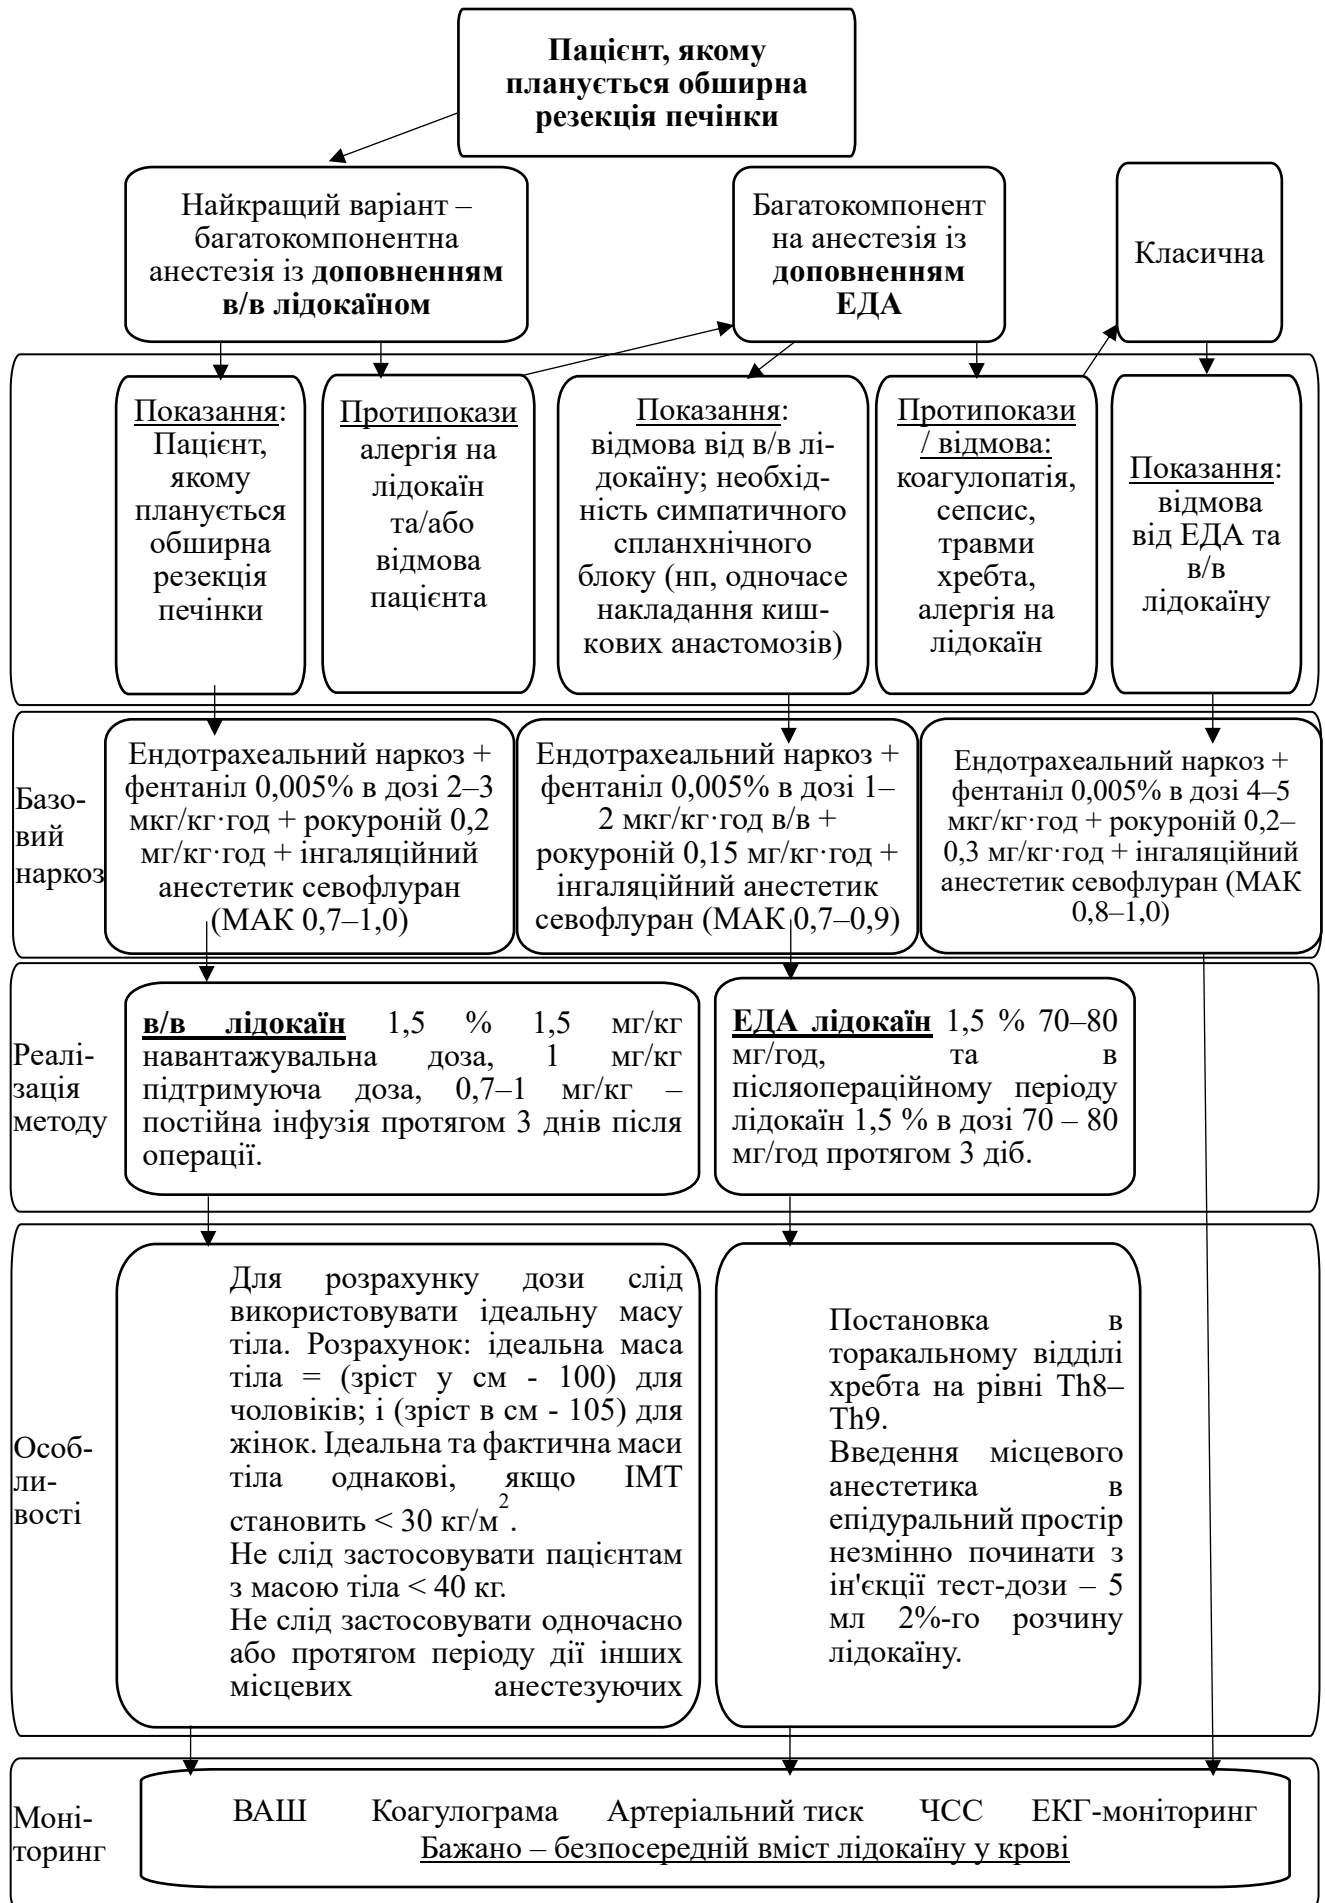 Пацієнт, якому
планується обширна
резекція печінки
Найкращий варіант –
багатокомпонентна
анестезія із доповненням
в/в лідокаїном
Багатокомпонент
на анестезія із
доповненням
ЕДА
Класична
Показання:
Пацієнт,
якому
планується
обширна
резекція
печінки
Протипокази
алергія на
лідокаїн
та/або
відмова
пацієнта
Показання:
відмова від в/в лі-
докаїну; необхід-
ність симпатичного
спланхнічного
блоку (нп, одночасе
накладання киш-
кових анастомозів)
Протипокази
/ відмова:
коагулопатія,
сепсис,
травми
хребта,
алергія на
лідокаїн
Показання:
відмова
від ЕДА та
в/в
лідокаїну
Базо-
вий
наркоз
Ендотрахеальний наркоз +
фентаніл 0,005% в дозі 2–3
мкг/кг·год + рокуроній 0,2
мг/кг·год + інгаляційний
анестетик севофлуран
(МАК 0,7–1,0)
Ендотрахеальний наркоз +
фентаніл 0,005% в дозі 1–
2 мкг/кг·год в/в +
рокуроній 0,15 мг/кг·год +
інгаляційний анестетик
севофлуран (МАК 0,7–0,9)
Ендотрахеальний наркоз +
фентаніл 0,005% в дозі 4–5
мкг/кг·год + рокуроній 0,2–
0,3 мг/кг·год + інгаляційний
анестетик севофлуран (МАК
0,8–1,0)
Реалі-
зація
методу
в/в лідокаїн 1,5 % 1,5 мг/кг
навантажувальна доза, 1 мг/кг
підтримуюча доза, 0,7–1 мг/кг –
постійна інфузія протягом 3 днів після
операції.
ЕДА лідокаїн 1,5 % 70–80
мг/год, та в
післяопераційному періоду
лідокаїн 1,5 % в дозі 70 – 80
мг/год протягом 3 діб.
Особ-
ли-
вості
Для розрахунку дози слід
використовувати ідеальну масу
тіла. Розрахунок: ідеальна маса
тіла = (зріст у см - 100) для
чоловіків; і (зріст в см - 105) для
жінок. Ідеальна та фактична маси
тіла однакові, якщо ІМТ
становить < 30 кг/м².
Не слід застосовувати пацієнтам
з масою тіла < 40 кг.
Не слід застосовувати одночасно
або протягом періоду дії інших
місцевих анестезуючих
Постановка в
торакальному відділі
хребта на рівні Th8–
Th9.
Введення місцевого
анестетика в
епідуральний простір
незмінно починати з
ін'єкції тест-дози – 5
мл 2%-го розчину
лідокаїну.
Моні-
торинг
ВАШ Коагулограма Артеріальний тиск ЧСС ЕКГ-моніторинг
Бажано – безпосередній вміст лідокаїну у крові